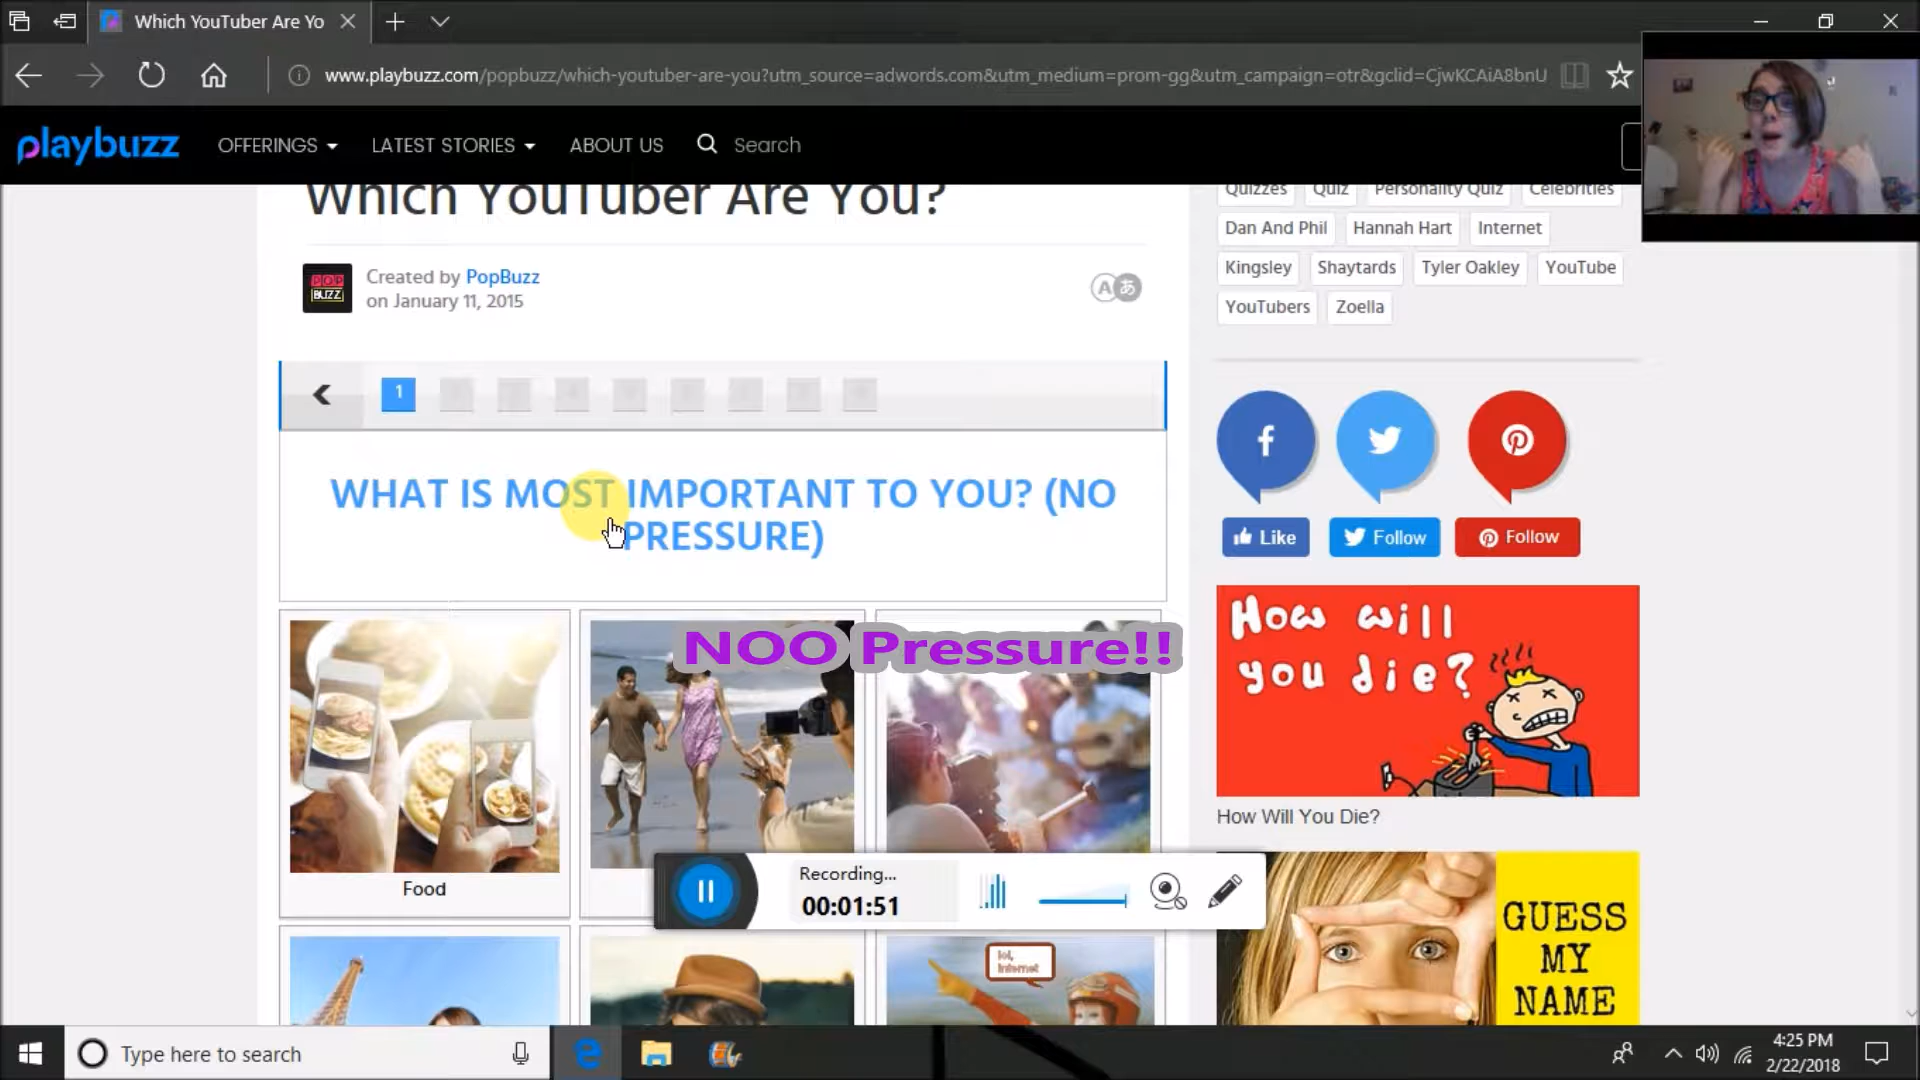 Which YouTuber Are Yo
www.playbuzz.com/popbuzz/which-youtuber-are-you?utm_source=adwords.com&utm_medium=prom-gg&utm_campaign=otr&gclid=CjwKCAiA8bnU
playbuzz
OFFERINGS
LATEST STORIES
ABOUT US
Search
Which YouTuber Are You?
Created by PopBuzz
on January 11, 2015
POP
BUZZ
A あ
1
WHAT IS MOST IMPORTANT TO YOU? (NO
PRESSURE)
NOO Pressure!!
Food
lol,
internet
Recording...
00:01:51
Quizzes Quiz Personality Quiz Celebrities
Dan And Phil Hannah Hart Internet
Kingsley Shaytards Tyler Oakley YouTube
YouTubers Zoella
Like
Follow
Follow
How will
you die?
How Will You Die?
GUESS
MY
NAME
Type here to search
4:25 PM
2/22/2018